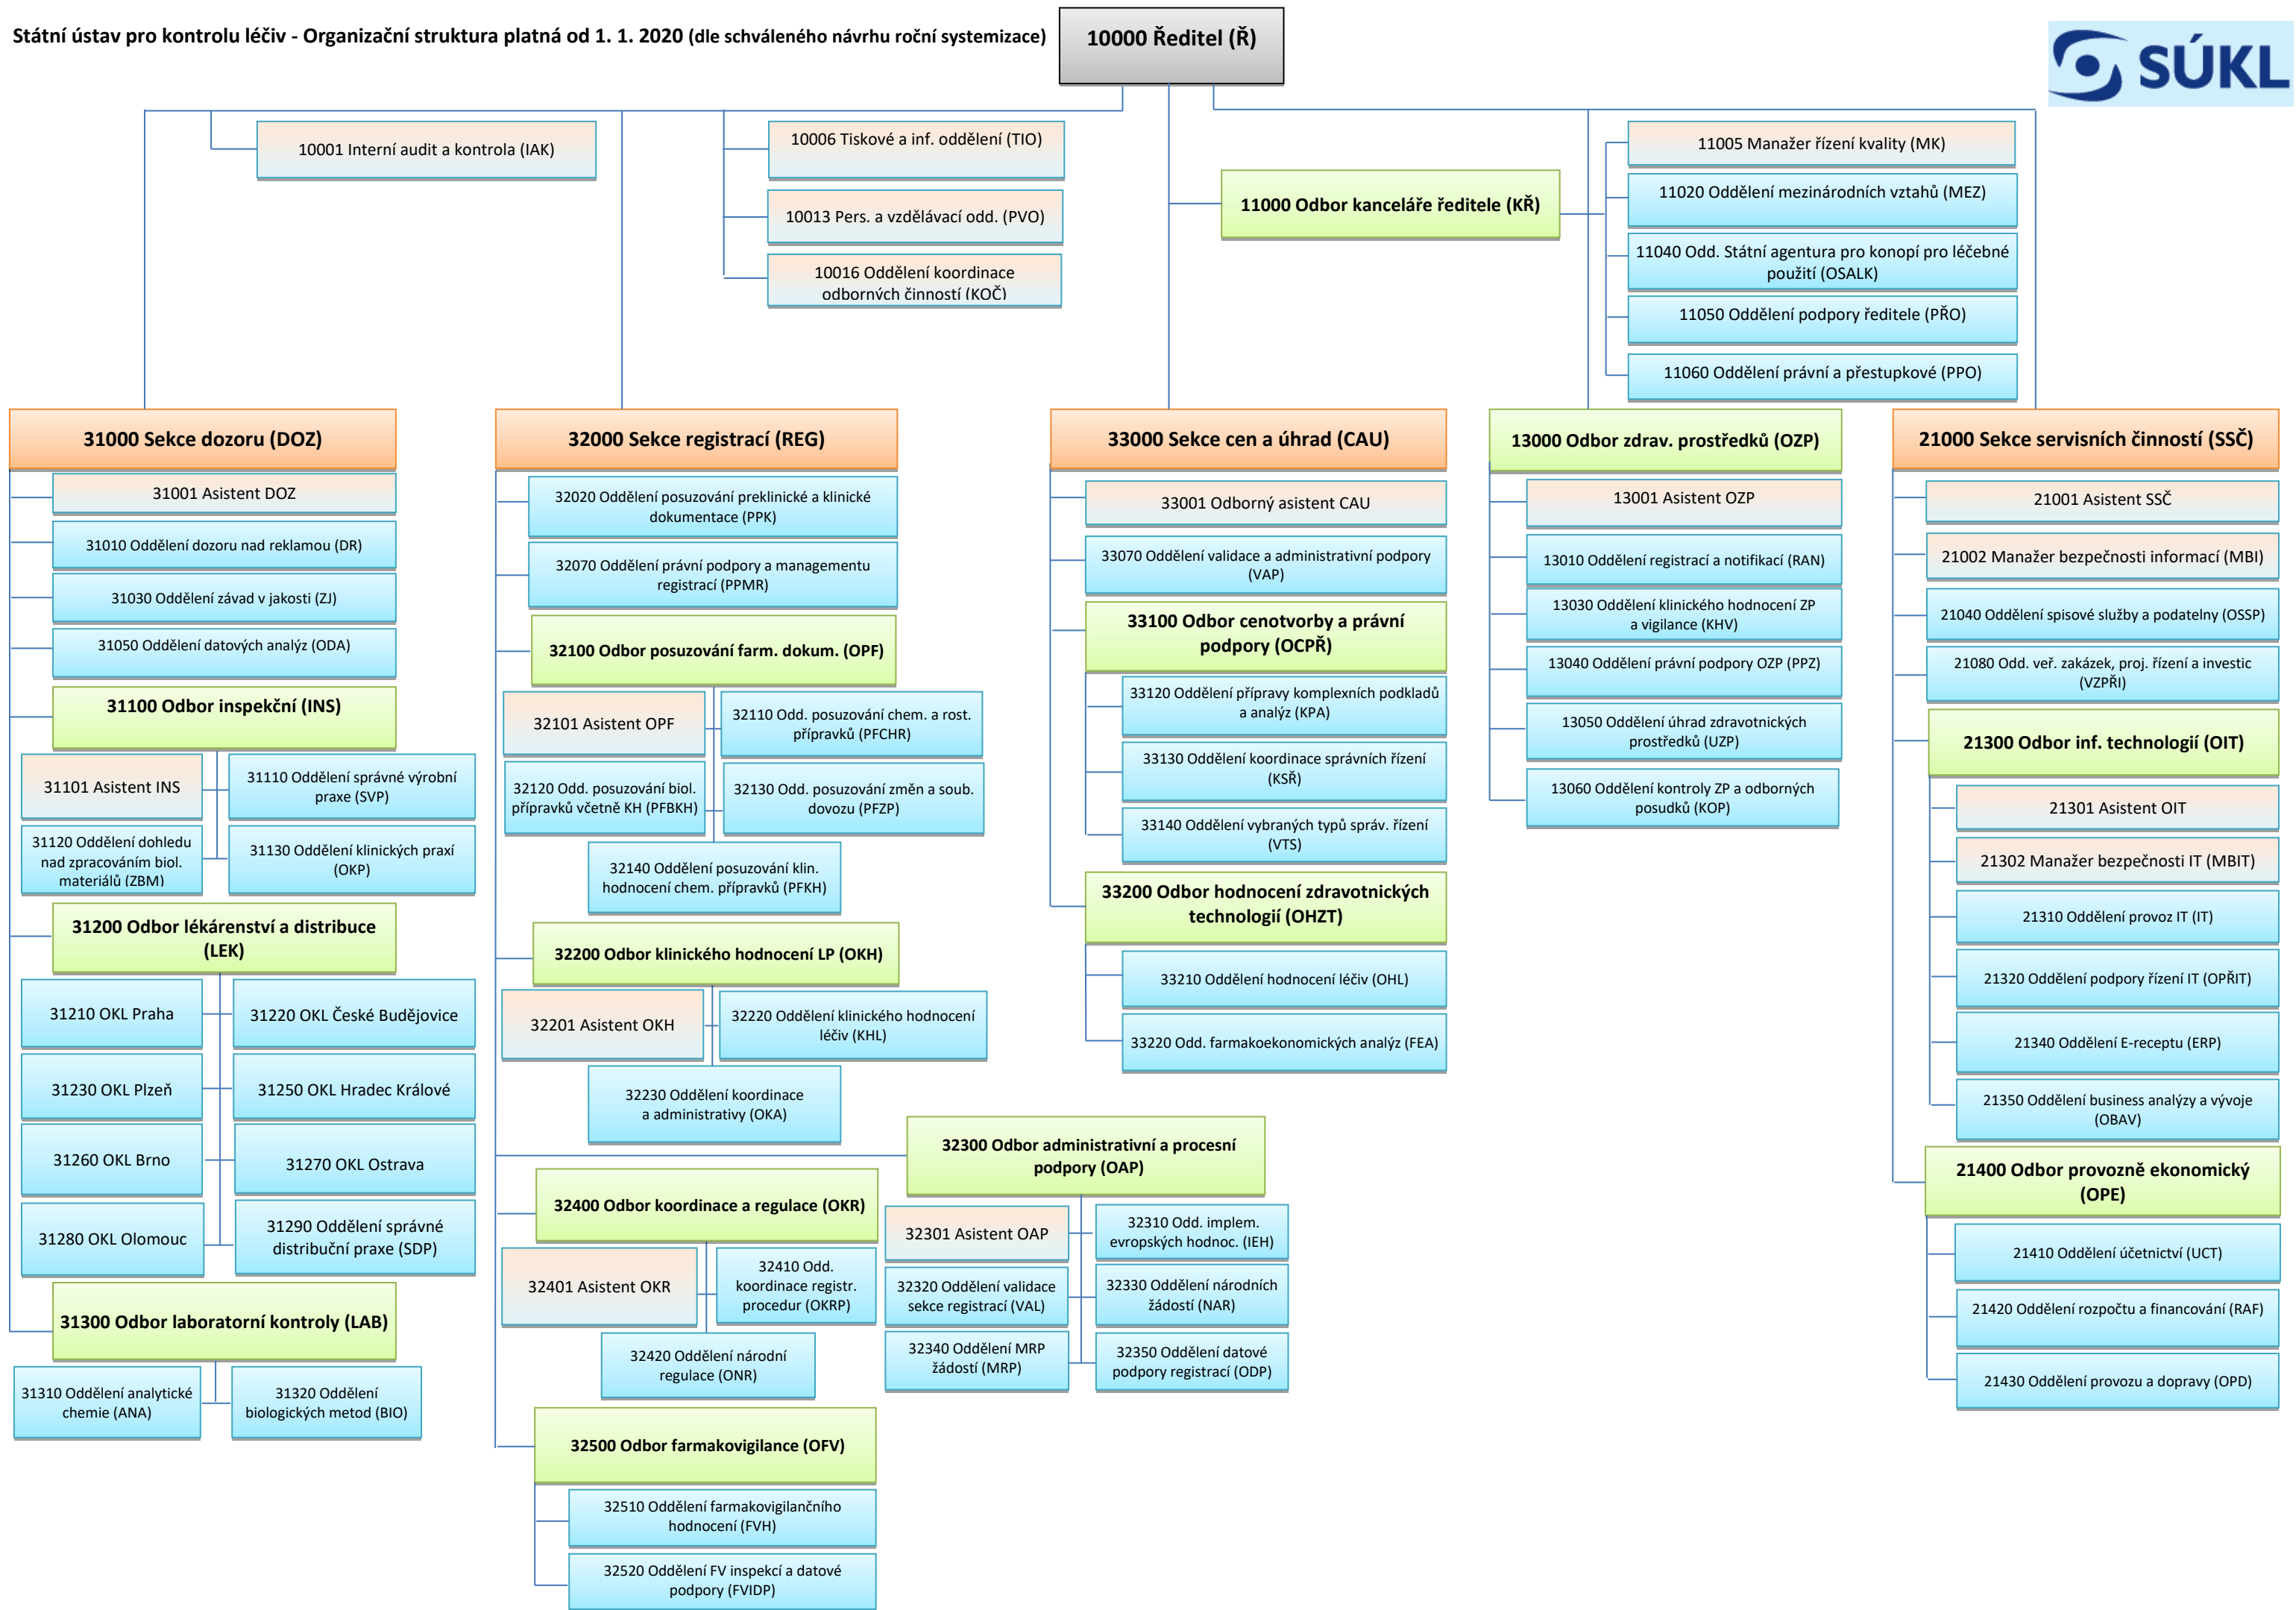 Státní ústav pro kontrolu léčiv - Organizační struktura platná od 1. 1. 2020 (dle schváleného návrhu roční systemizace)
10000 Ředitel (Ř)
SÚKL
10001 Interní audit a kontrola (IAK)
10006 Tiskové a inf. oddělení (TIO)
10013 Pers. a vzdělávací odd. (PVO)
10016 Oddělení koordinace
odborných činností (KOČ)
11000 Odbor kanceláře ředitele (KŘ)
11005 Manažer řízení kvality (MK)
11020 Oddělení mezinárodních vztahů (MEZ)
11040 Odd. Státní agentura pro konopí pro léčebné
použití (OSALK)
11050 Oddělení podpory ředitele (PŘO)
11060 Oddělení právní a přestupkové (PPO)
31000 Sekce dozoru (DOZ)
31001 Asistent DOZ
31010 Oddělení dozoru nad reklamou (DR)
31030 Oddělení závad v jakosti (ZJ)
31050 Oddělení datových analýz (ODA)
31100 Odbor inspekční (INS)
31101 Asistent INS
31110 Oddělení správné výrobní
praxe (SVP)
31120 Oddělení dohledu
nad zpracováním biol.
materiálů (ZBM)
31130 Oddělení klinických praxí
(OKP)
31200 Odbor lékárenství a distribuce
(LEK)
31210 OKL Praha
31220 OKL České Budějovice
31230 OKL Plzeň
31250 OKL Hradec Králové
31260 OKL Brno
31270 OKL Ostrava
31280 OKL Olomouc
31290 Oddělení správné
distribuční praxe (SDP)
31300 Odbor laboratorní kontroly (LAB)
31310 Oddělení analytické
chemie (ANA)
31320 Oddělení
biologických metod (BIO)
32000 Sekce registrací (REG)
32020 Oddělení posuzování preklinické a klinické
dokumentace (PPK)
32070 Oddělení právní podpory a managementu
registrací (PPMR)
32100 Odbor posuzování farm. dokum. (OPF)
32101 Asistent OPF
32110 Odd. posuzování chem. a rost.
přípravků (PFCHR)
32120 Odd. posuzování biol.
přípravků včetně KH (PFBKH)
32130 Odd. posuzování změn a soub.
dovozu (PFZP)
32140 Oddělení posuzování klin.
hodnocení chem. přípravků (PFKH)
32200 Odbor klinického hodnocení LP (OKH)
32201 Asistent OKH
32220 Oddělení klinického hodnocení
léčiv (KHL)
32230 Oddělení koordinace
a administrativy (OKA)
32300 Odbor administrativní a procesní
podpory (OAP)
32301 Asistent OAP
32310 Odd. implem.
evropských hodnoc. (IEH)
32320 Oddělení validace
sekce registrací (VAL)
32330 Oddělení národních
žádostí (NAR)
32340 Oddělení MRP
žádostí (MRP)
32350 Oddělení datové
podpory registrací (ODP)
32400 Odbor koordinace a regulace (OKR)
32401 Asistent OKR
32410 Odd.
koordinace registr.
procedur (OKRP)
32420 Oddělení národní
regulace (ONR)
32500 Odbor farmakovigilance (OFV)
32510 Oddělení farmakovigilančního
hodnocení (FVH)
32520 Oddělení FV inspekcí a datové
podpory (FVIDP)
33000 Sekce cen a úhrad (CAU)
33001 Odborný asistent CAU
33070 Oddělení validace a administrativní podpory
(VAP)
33100 Odbor cenotvorby a právní
podpory (OCPŘ)
33120 Oddělení přípravy komplexních podkladů
a analýz (KPA)
33130 Oddělení koordinace správních řízení
(KSŘ)
33140 Oddělení vybraných typů správ. řízení
(VTS)
33200 Odbor hodnocení zdravotnických
technologií (OHZT)
33210 Oddělení hodnocení léčiv (OHL)
33220 Odd. farmakoekonomických analýz (FEA)
13000 Odbor zdrav. prostředků (OZP)
13001 Asistent OZP
13010 Oddělení registrací a notifikací (RAN)
13030 Oddělení klinického hodnocení ZP
a vigilance (KHV)
13040 Oddělení právní podpory OZP (PPZ)
13050 Oddělení úhrad zdravotnických
prostředků (UZP)
13060 Oddělení kontroly ZP a odborných
posudků (KOP)
21000 Sekce servisních činností (SSČ)
21001 Asistent SSČ
21002 Manažer bezpečnosti informací (MBI)
21040 Oddělení spisové služby a podatelny (OSSP)
21080 Odd. veř. zakázek, proj. řízení a investic
(VZPŘI)
21300 Odbor inf. technologií (OIT)
21301 Asistent OIT
21302 Manažer bezpečnosti IT (MBIT)
21310 Oddělení provoz IT (IT)
21320 Oddělení podpory řízení IT (OPŘIT)
21340 Oddělení E-receptu (ERP)
21350 Oddělení business analýzy a vývoje
(OBAV)
21400 Odbor provozně ekonomický
(OPE)
21410 Oddělení účetnictví (UCT)
21420 Oddělení rozpočtu a financování (RAF)
21430 Oddělení provozu a dopravy (OPD)